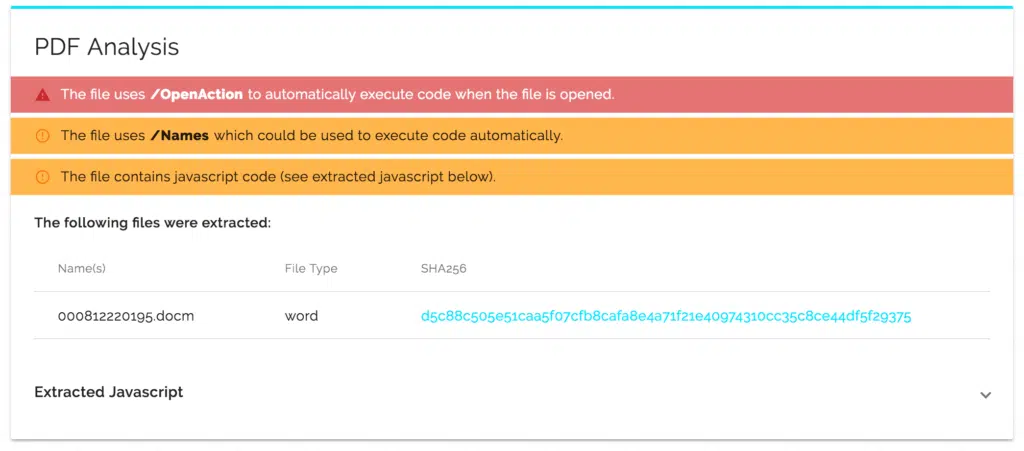 PDF Analysis
The file uses /OpenAction to automatically execute code when the file is opened.
The file uses /Names which could be used to execute code automatically.
The file contains javascript code (see extracted javascript below).
The following files were extracted:
Name(s) File Type SHA256
000812220195.docm word d5c88c505e51caa5f07cfb8cafa8e4a71f21e40974310cc35c8ce44df5f29375
Extracted Javascript